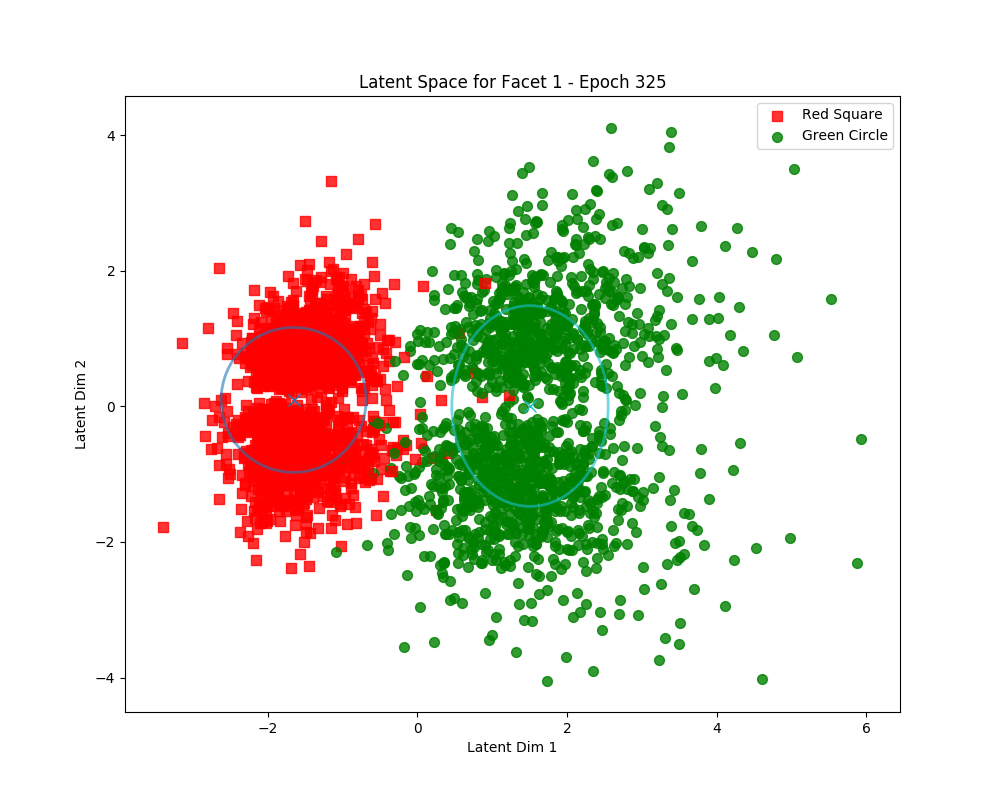 Latent Space for Facet 1 - Epoch 325
Red Square
Green Circle
4
2
0
−2
−4
Latent Dim 2
−2
0
2
4
6
Latent Dim 1